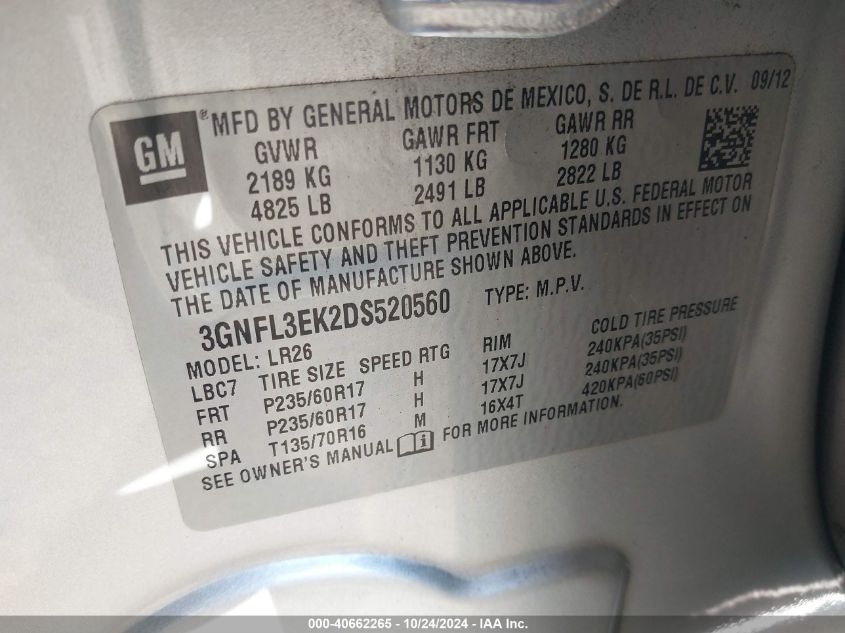 ®MFD BY GENERAL MOTORS DE MEXICO, S. DE R.L. DE C.V. 09/12
GM
GVWR GAWR FRT GAWR RR
2189 KG 1130 KG 1280 KG
4825 LB 2491 LB 2822 LB
THIS VEHICLE CONFORMS TO ALL APPLICABLE U.S. FEDERAL MOTOR
VEHICLE SAFETY AND THEFT PREVENTION STANDARDS IN EFFECT ON
THE DATE OF MANUFACTURE SHOWN ABOVE.
3GNFL3EK2DS520560 TYPE: M.P.V.
MODEL: LR26
LBC7 TIRE SIZE SPEED RTG RIM COLD TIRE PRESSURE
FRT P235/60R17 H 17X7J 240KPA(35PSI)
RR P235/60R17 H 17X7J 240KPA(35PSI)
SPA T135/70R16 M 16X4T 420KPA(60PSI)
SEE OWNER'S MANUAL i FOR MORE INFORMATION.
000-40662265 - 10/24/2024 - IAA Inc.